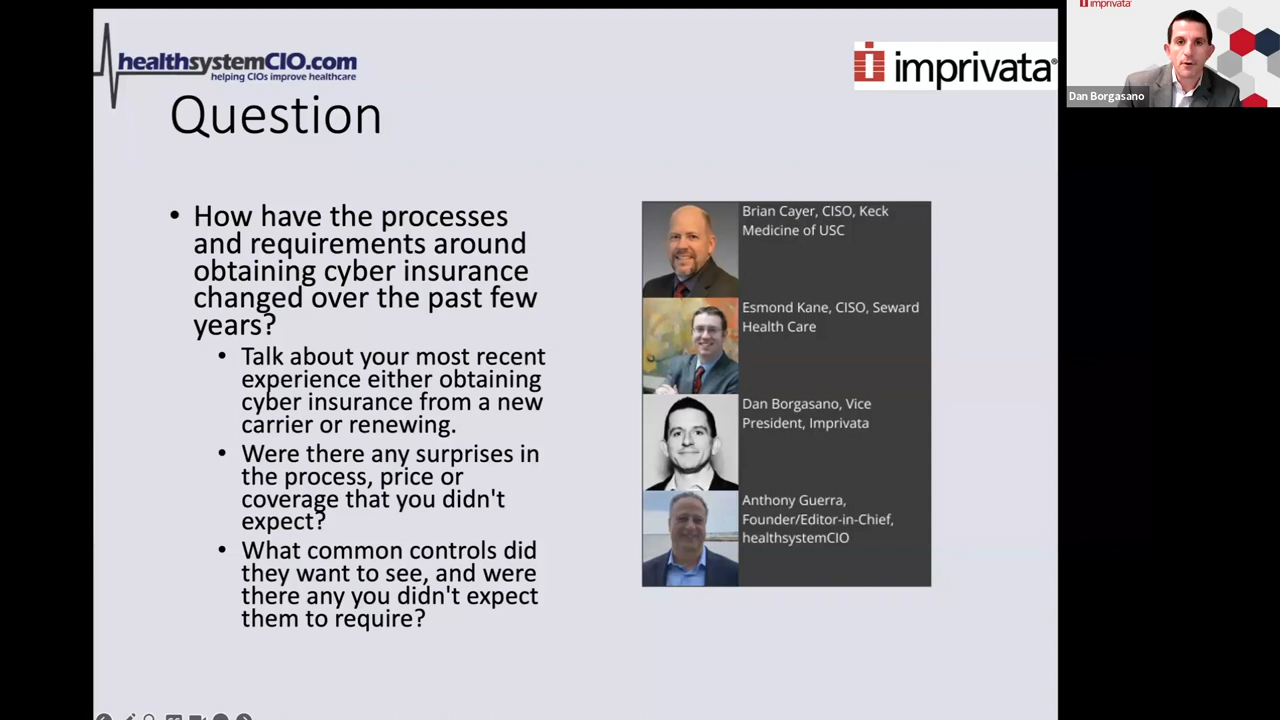 healthsystemCIO.com
helping CIOs improve healthcare
imprivata®
imprivata
Dan Borgasano
Question
• How have the processes
and requirements around
obtaining cyber insurance
changed over the past few
years?
• Talk about your most recent
experience either obtaining
cyber insurance from a new
carrier or renewing.
• Were there any surprises in
the process, price or
coverage that you didn't
expect?
• What common controls did
they want to see, and were
there any you didn't expect
them to require?
Brian Cayer, CISO, Keck
Medicine of USC
Esmond Kane, CISO, Seward
Health Care
Dan Borgasano, Vice
President, Imprivata
Anthony Guerra,
Founder/Editor-in-Chief,
healthsystemCIO